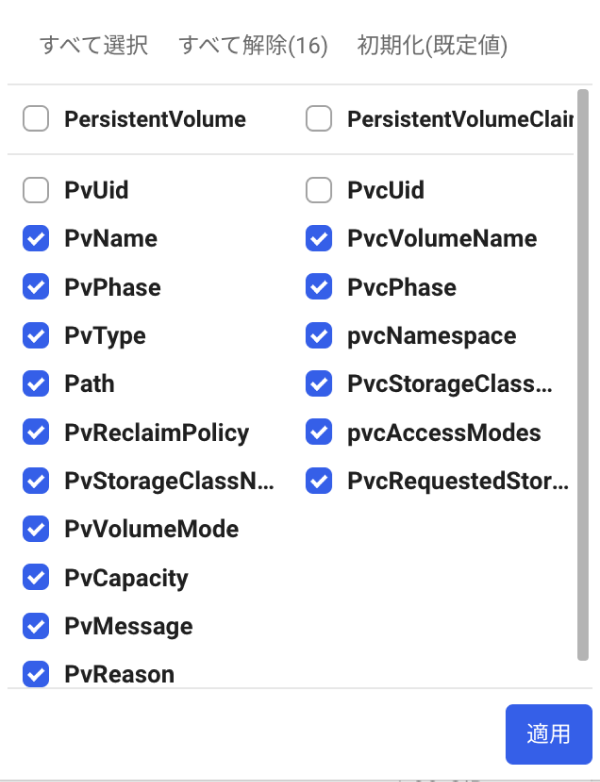 すべて選択 すべて解除(16) 初期化(既定値)
PersistentVolume PersistentVolumeClair
PvUid PvcUid
PvName PvcVolumeName
PvPhase PvcPhase
PvType pvcNamespace
Path PvcStorageClass...
PvReclaimPolicy pvcAccessModes
PvStorageClassN... PvcRequestedStor...
PvVolumeMode
PvCapacity
PvMessage
PvReason
適用